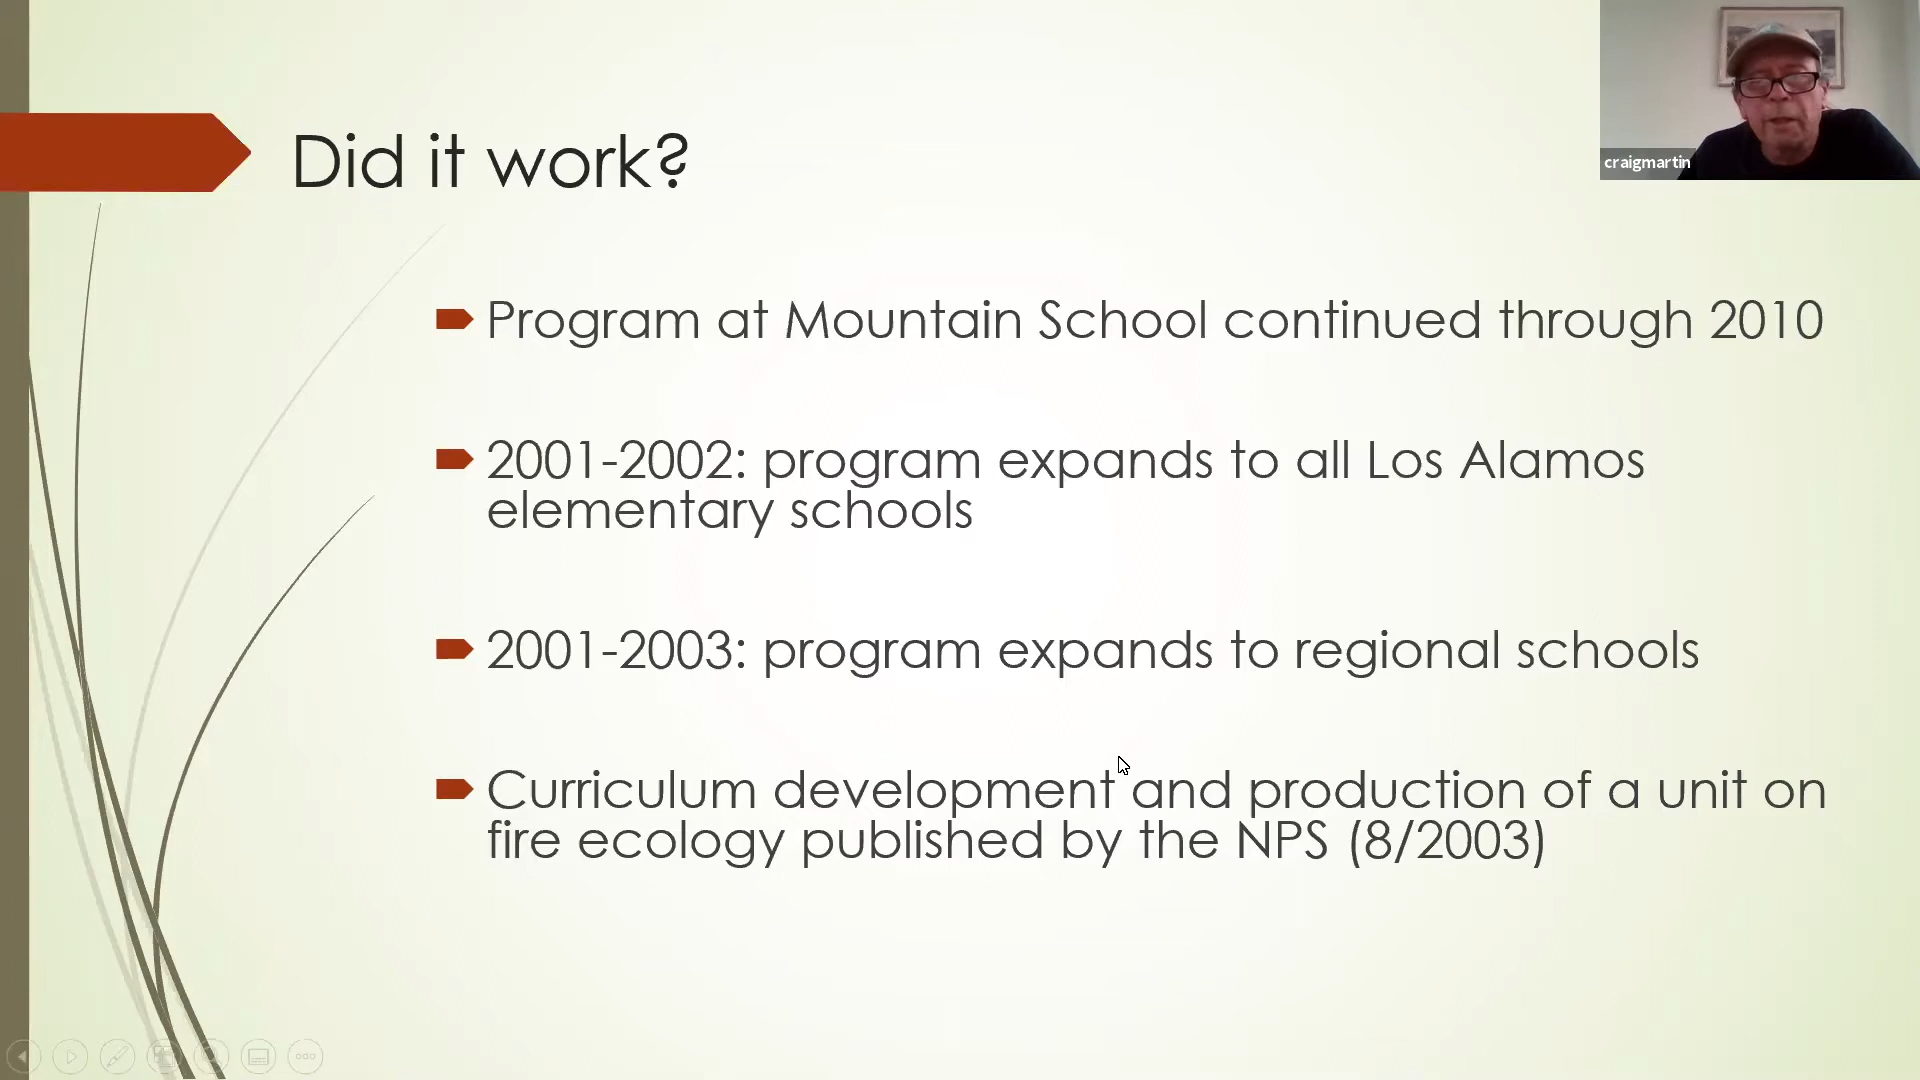 Did it work?
craigmartin
Program at Mountain School continued through 2010
2001-2002: program expands to all Los Alamos
elementary schools
2001-2003: program expands to regional schools
Curriculum development and production of a unit on
fire ecology published by the NPS (8/2003)